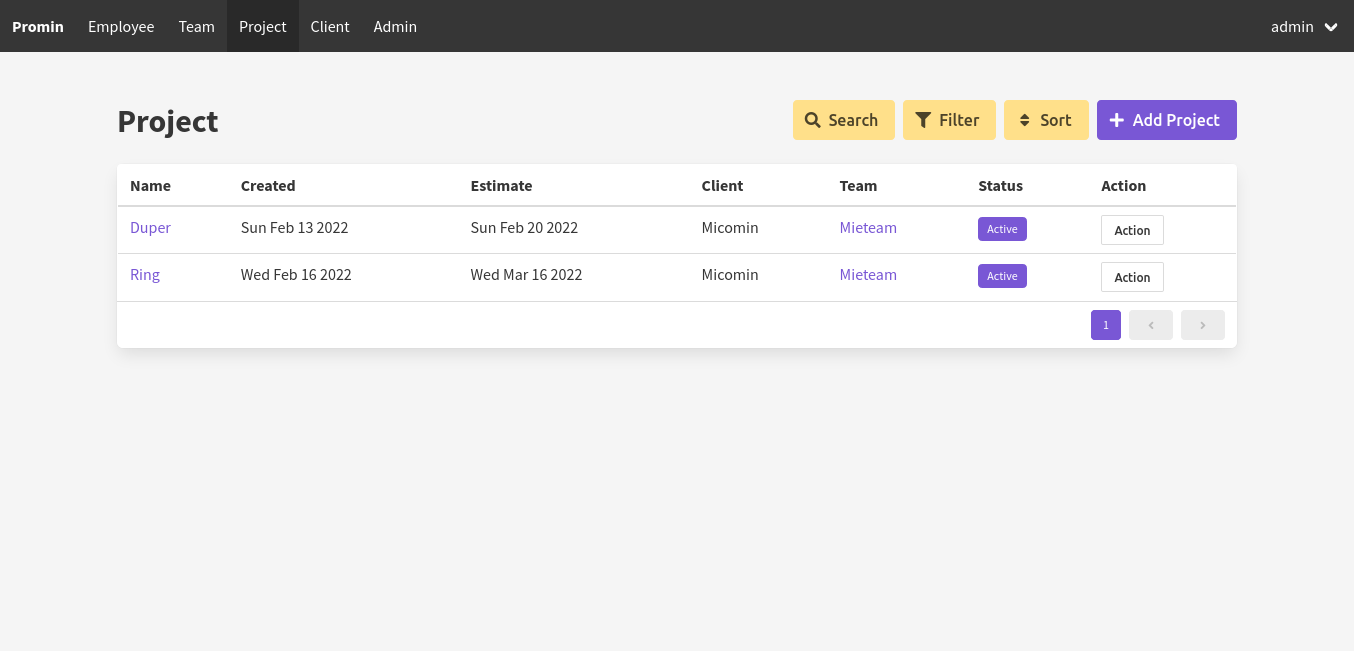 Promin Employee Team Project Client Admin admin
Project Search Filter Sort Add Project
Name Created Estimate Client Team Status Action
Duper Sun Feb 13 2022 Sun Feb 20 2022 Micomin Mieteam Active Action
Ring Wed Feb 16 2022 Wed Mar 16 2022 Micomin Mieteam Active Action
1 ‹ ›